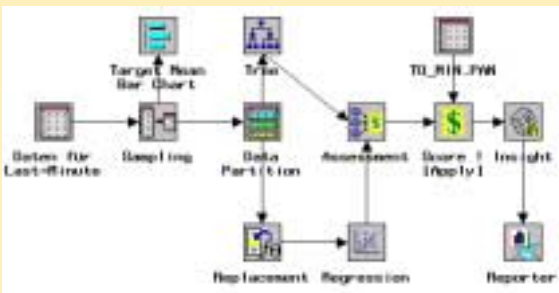 Target Mean
Bar Chart
Tree
Daten für
Last-Minute
Sampling
Data
Partition
Assessment
Score !
[Apply]
Insight
Replacement
Regression
Reporter